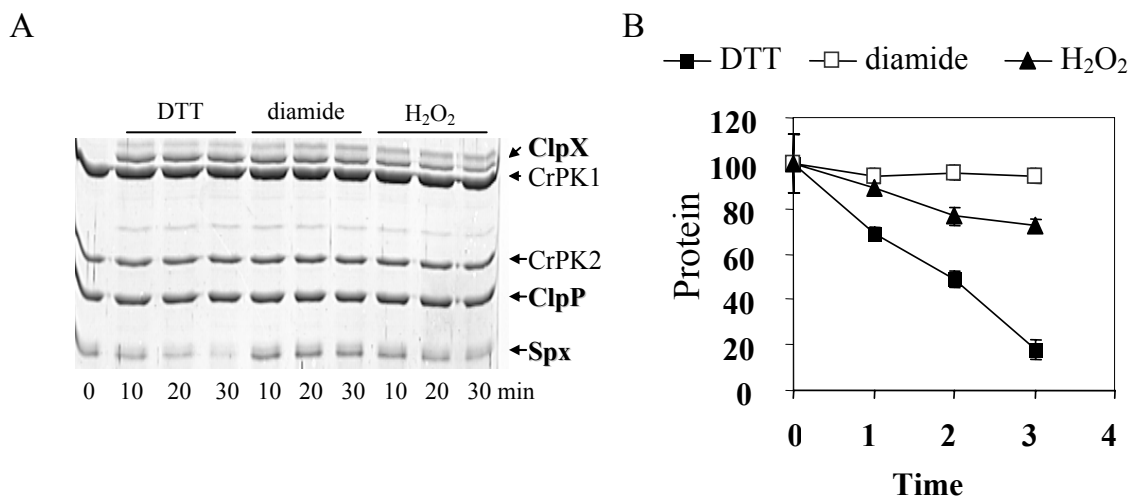 A
B
DTT diamide H₂O₂
DTT diamide H₂O₂
ClpX
CrPK1
CrPK2
ClpP
Spx
0 10 20 30 10 20 30 10 20 30 min
120
100
80
60
40
20
0
Protein
0 1 2 3 4
Time